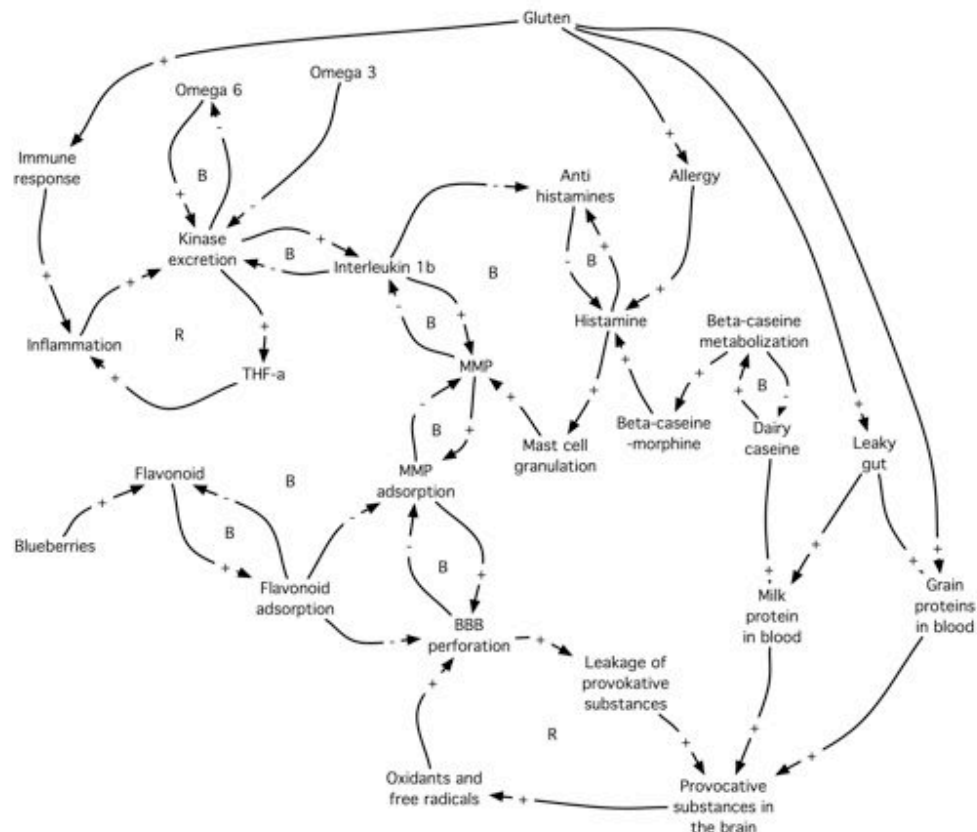 Gluten
Omega 3
Omega 6
+
Immune
response
Anti
histamines
Allergy
+
-
B
+
-
-
+
Kinase
excretion
+
B
-
Interleukin 1b
B
-
B
-
+
+
+
R
+
Inflammation
+
THF-a
-
B
+
MMP
Histamine
+
Beta-caseine
metabolization
+
-
B
+
-
+
+
+
Beta-caseine
-morphine
Dairy
caseine
+
Leaky
gut
-
B
+
Mast cell
granulation
MMP
adsorption
Flavonoid
B
+
-
+
B
-
Blueberries
+
-
-
B
+
Flavonoid
adsorption
-
BBB
perforation
+
+
+
+
+
Milk
protein
in blood
Grain
proteins
in blood
Leakage of
provokative
substances
+
R
+
+
+
Oxidants and
free radicals
+
Provocative
substances in
the brain